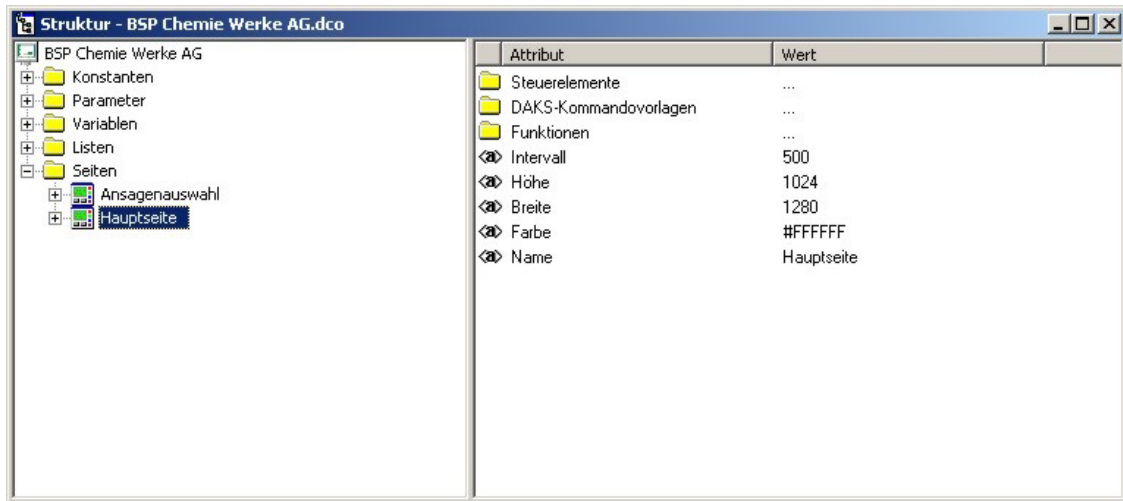 Struktur - BSP Chemie Werke AG.dco
BSP Chemie Werke AG
Konstanten
Parameter
Variablen
Listen
Seiten
Ansagenauswahl
Hauptseite
Attribut Wert
Steuerelemente ...
DAKS-Kommandovorlagen ...
Funktionen ...
<a> Intervall 500
<a> Höhe 1024
<a> Breite 1280
<a> Farbe #FFFFFF
<a> Name Hauptseite